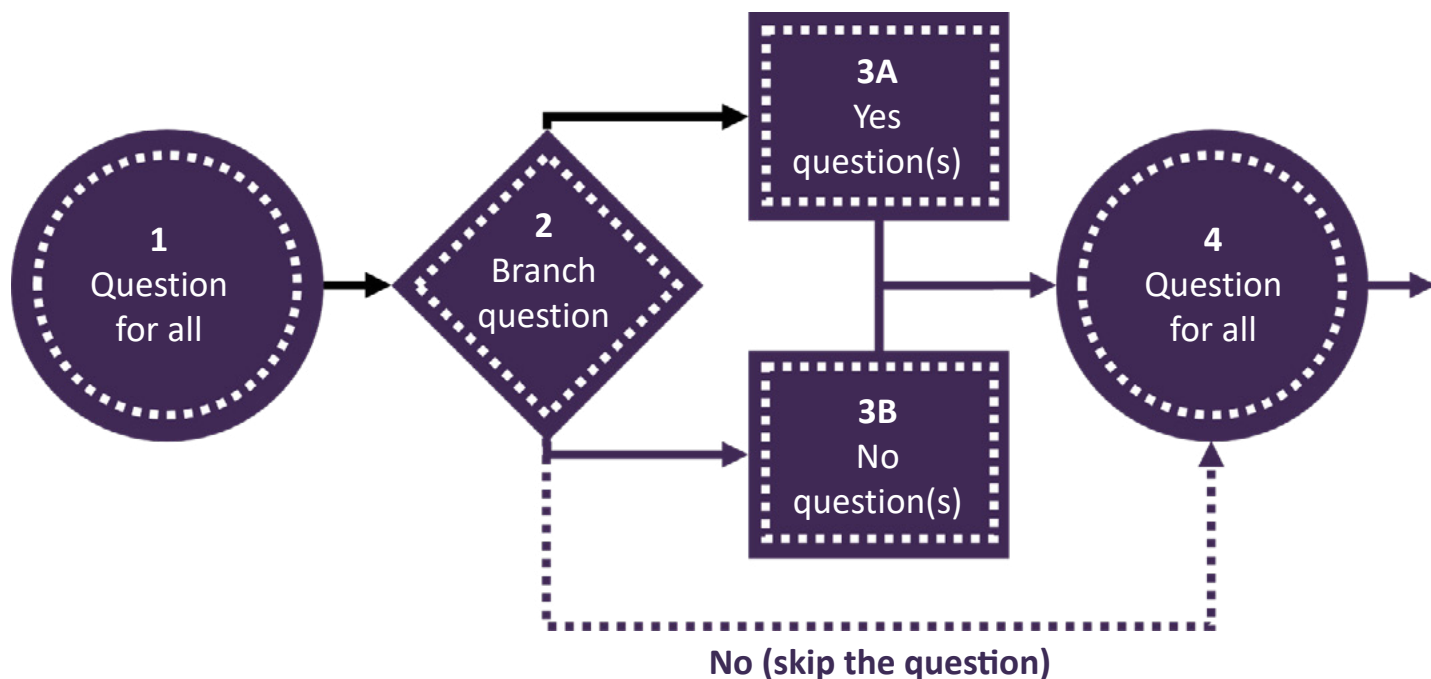 1
Question
for all
2
Branch
question
3A
Yes
question(s)
3B
No
question(s)
4
Question
for all
No (skip the question)